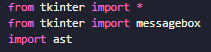 from tkinter import *
from tkinter import messagebox
import ast